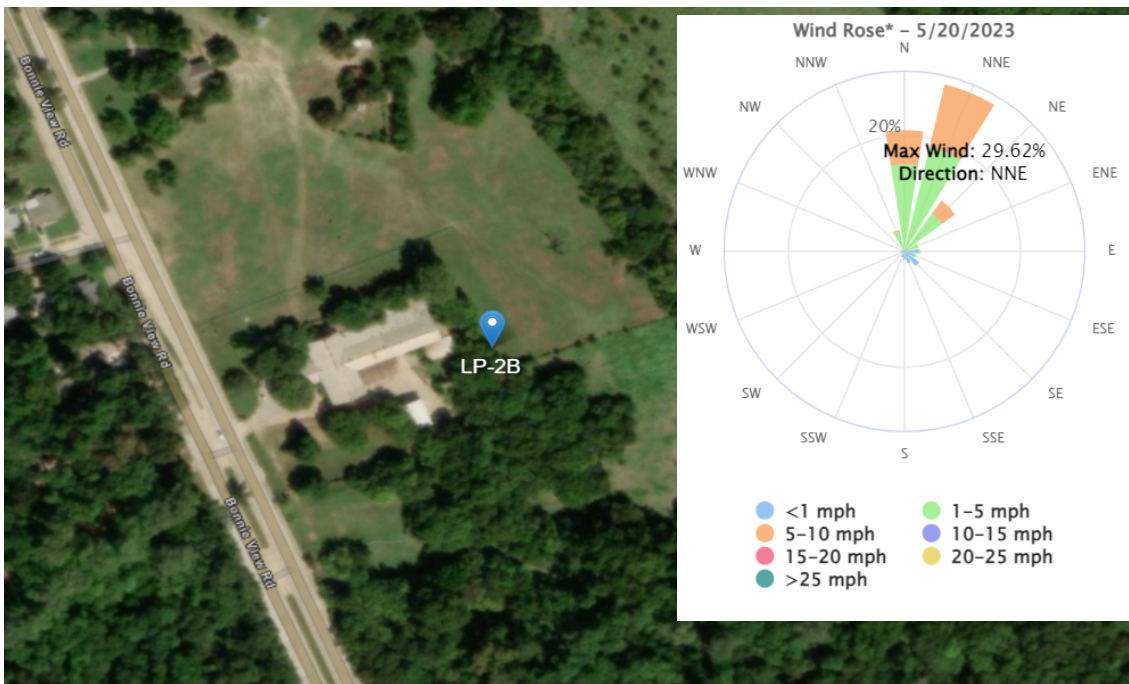 Bonnie View Rd
Bonnie View Rd
Bonnie View Rd
LP-2B
Wind Rose* – 5/20/2023
N
NNW
NNE
NW
NE
20%
Max Wind: 29.62%
Direction: NNE
WNW
ENE
W
E
WSW
ESE
SW
SE
SSW
SSE
S
<1 mph
1–5 mph
5–10 mph
10–15 mph
15–20 mph
20–25 mph
>25 mph